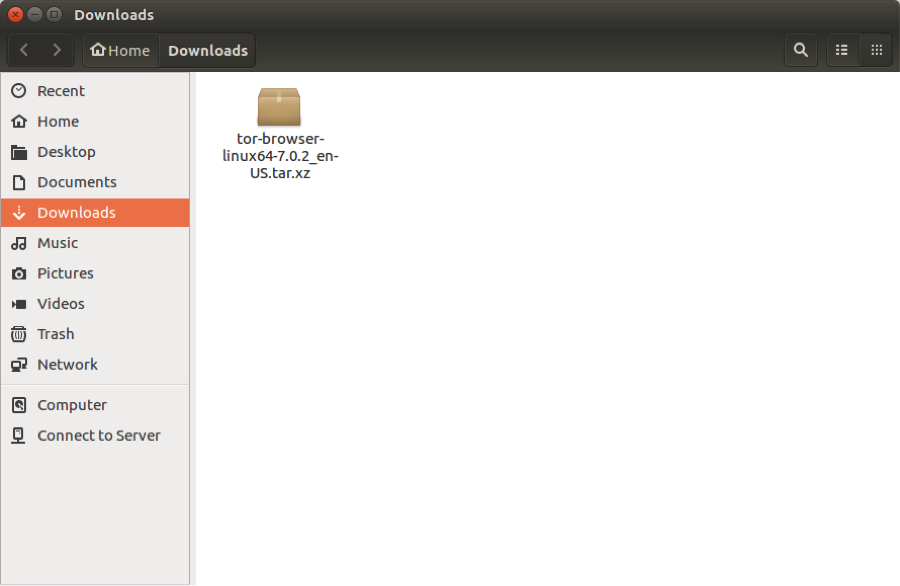 Downloads
Home Downloads
Recent
Home
Desktop
Documents
Downloads
Music
Pictures
Videos
Trash
Network
Computer
Connect to Server
tor-browser-
linux64-7.0.2_en-
US.tar.xz